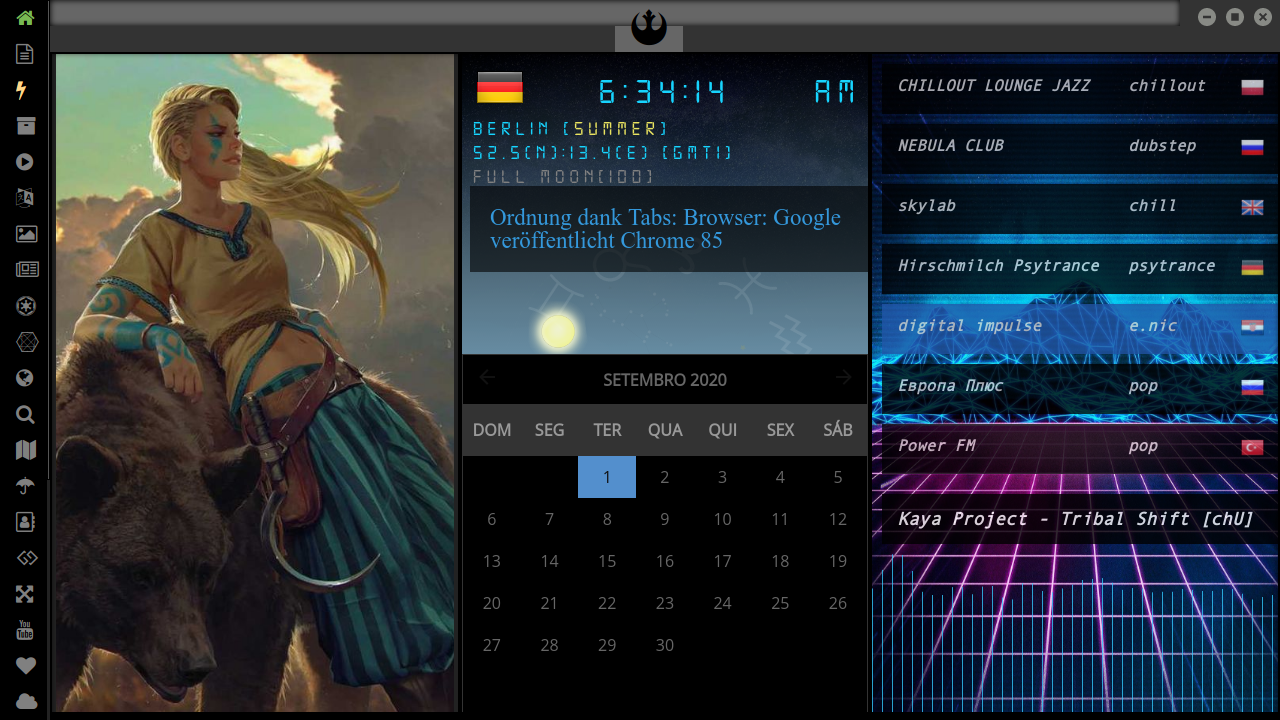 6:34:14 AM
BERLIN [SUMMER]
52.5(N):13.4(E) [GMT1]
FULL MOON[100]
Ordnung dank Tabs: Browser: Google
veröffentlicht Chrome 85
SETEMBRO 2020
DOM SEG TER QUA QUI SEX SÁB
1 2 3 4 5
6 7 8 9 10 11 12
13 14 15 16 17 18 19
20 21 22 23 24 25 26
27 28 29 30
CHILLOUT LOUNGE JAZZ chillout
NEBULA CLUB dubstep
skylab chill
Hirschmilch Psytrance psytrance
digital impulse e.nic
Европа Плюс pop
Power FM pop
Kaya Project - Tribal Shift [chU]
You
Tube